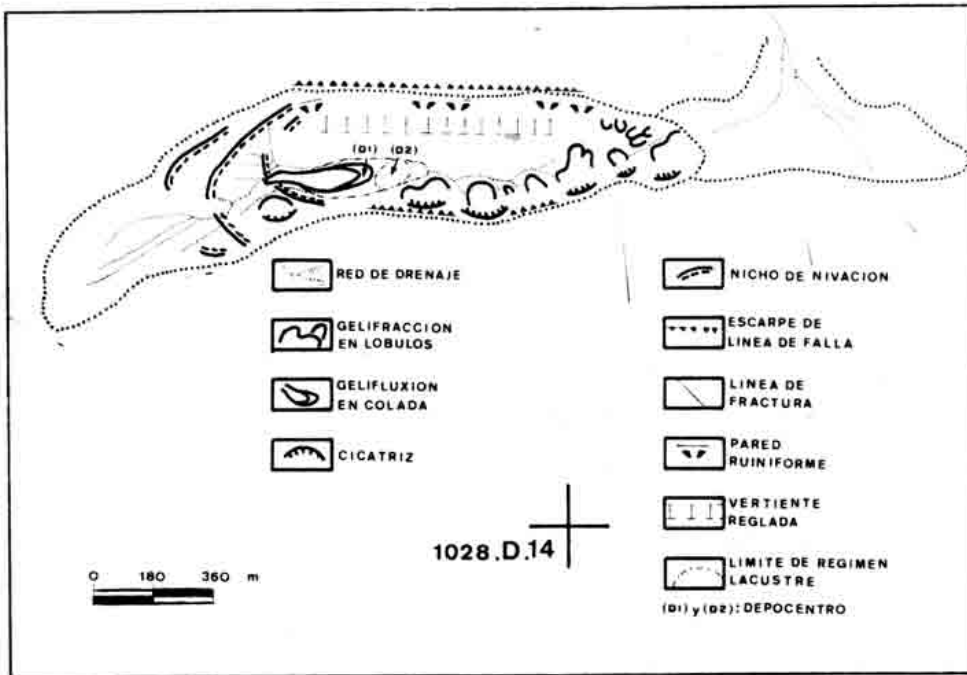 (D1) (D2)
RED DE DRENAJE
GELIFRACCION
EN LOBULOS
GELIFLUXION
EN COLADA
CICATRIZ
NICHO DE NIVACION
ESCARPE DE
LINEA DE FALLA
LINEA DE
FRACTURA
PARED
RUINIFORME
VERTIENTE
REGLADA
LIMITE DE REGIMEN
LACUSTRE
(D1) y (D2): DEPOCENTRO
1028.D.14
0 180 360 m